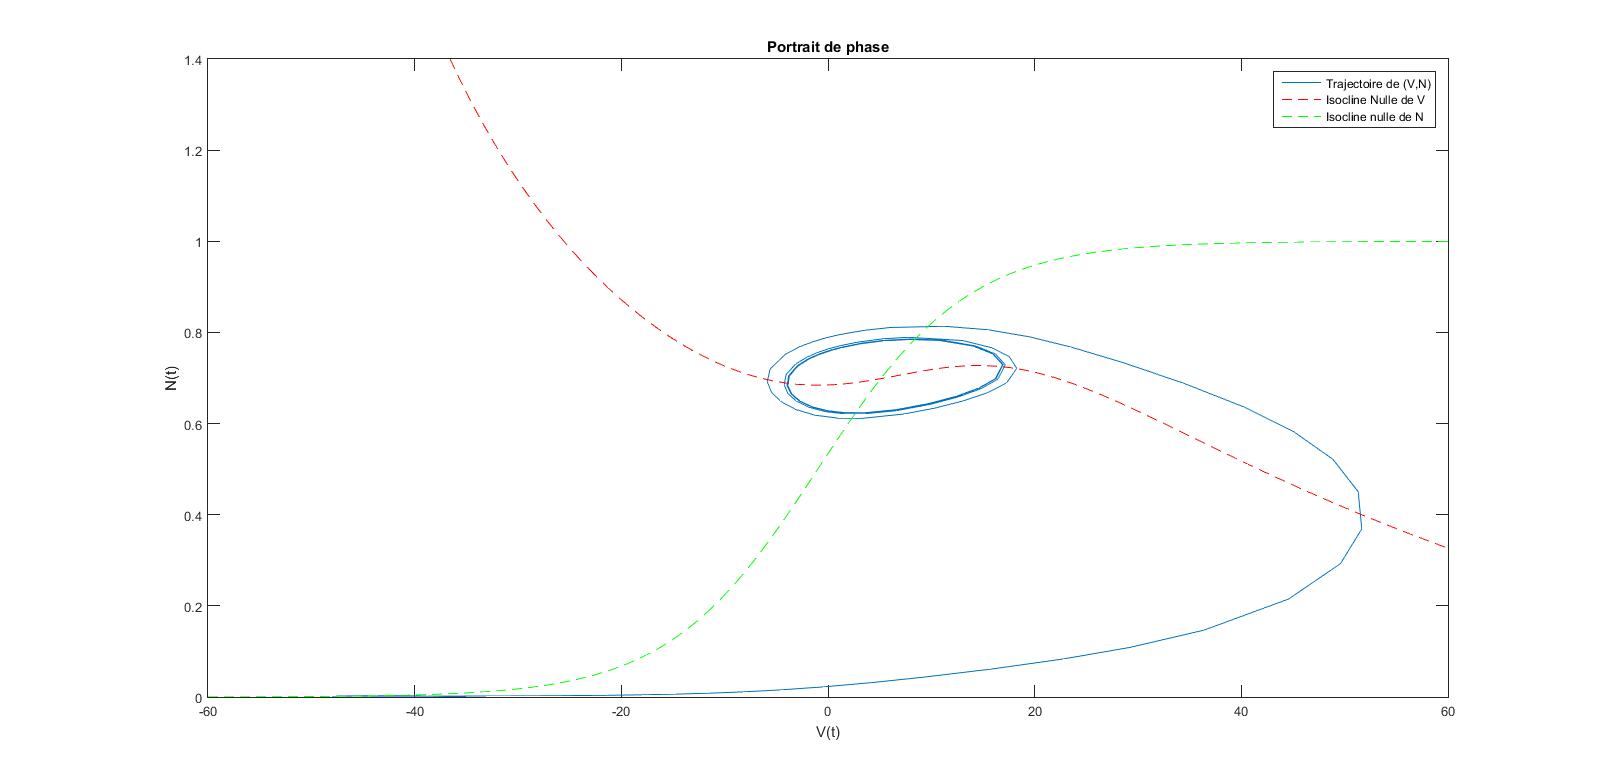 Portrait de phase
Trajectoire de (V,N)
Isocline Nulle de V
Isocline nulle de N
N(t)
1.4
1.2
1
0.8
0.6
0.4
0.2
0
-60
-40
-20
0
20
40
60
V(t)